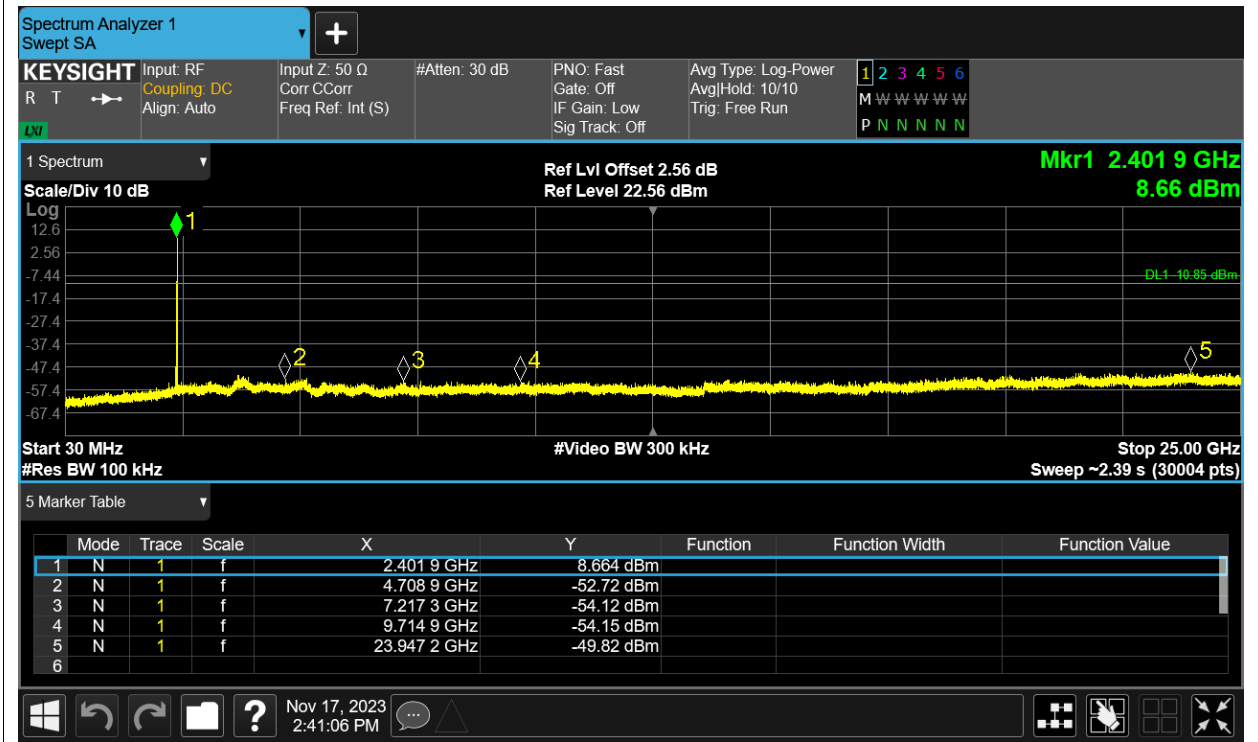 Spectrum Analyzer 1
Swept SA
KEYSIGHT
R T
LXI
Input: RF
Coupling: DC
Align: Auto
Input Z: 50 Ω
Corr CCorr
Freq Ref: Int (S)
#Atten: 30 dB
PNO: Fast
Gate: Off
IF Gain: Low
Sig Track: Off
Avg Type: Log-Power
Avg|Hold: 10/10
Trig: Free Run
1 2 3 4 5 6
M W W W W W
P N N N N N
1 Spectrum
Scale/Div 10 dB
Ref Lvl Offset 2.56 dB
Ref Level 22.56 dBm
Mkr1 2.401 9 GHz
8.66 dBm
Log
12.6
2.56
-7.44
-17.4
-27.4
-37.4
-47.4
-57.4
-67.4
1
2
3
4
5
DL1 -10.85 dBm
Start 30 MHz
#Res BW 100 kHz
#Video BW 300 kHz
Stop 25.00 GHz
Sweep ~2.39 s (30004 pts)
5 Marker Table
Mode Trace Scale X Y Function Function Width Function Value
1 N 1 f 2.401 9 GHz 8.664 dBm
2 N 1 f 4.708 9 GHz -52.72 dBm
3 N 1 f 7.217 3 GHz -54.12 dBm
4 N 1 f 9.714 9 GHz -54.15 dBm
5 N 1 f 23.947 2 GHz -49.82 dBm
6
?
Nov 17, 2023
2:41:06 PM